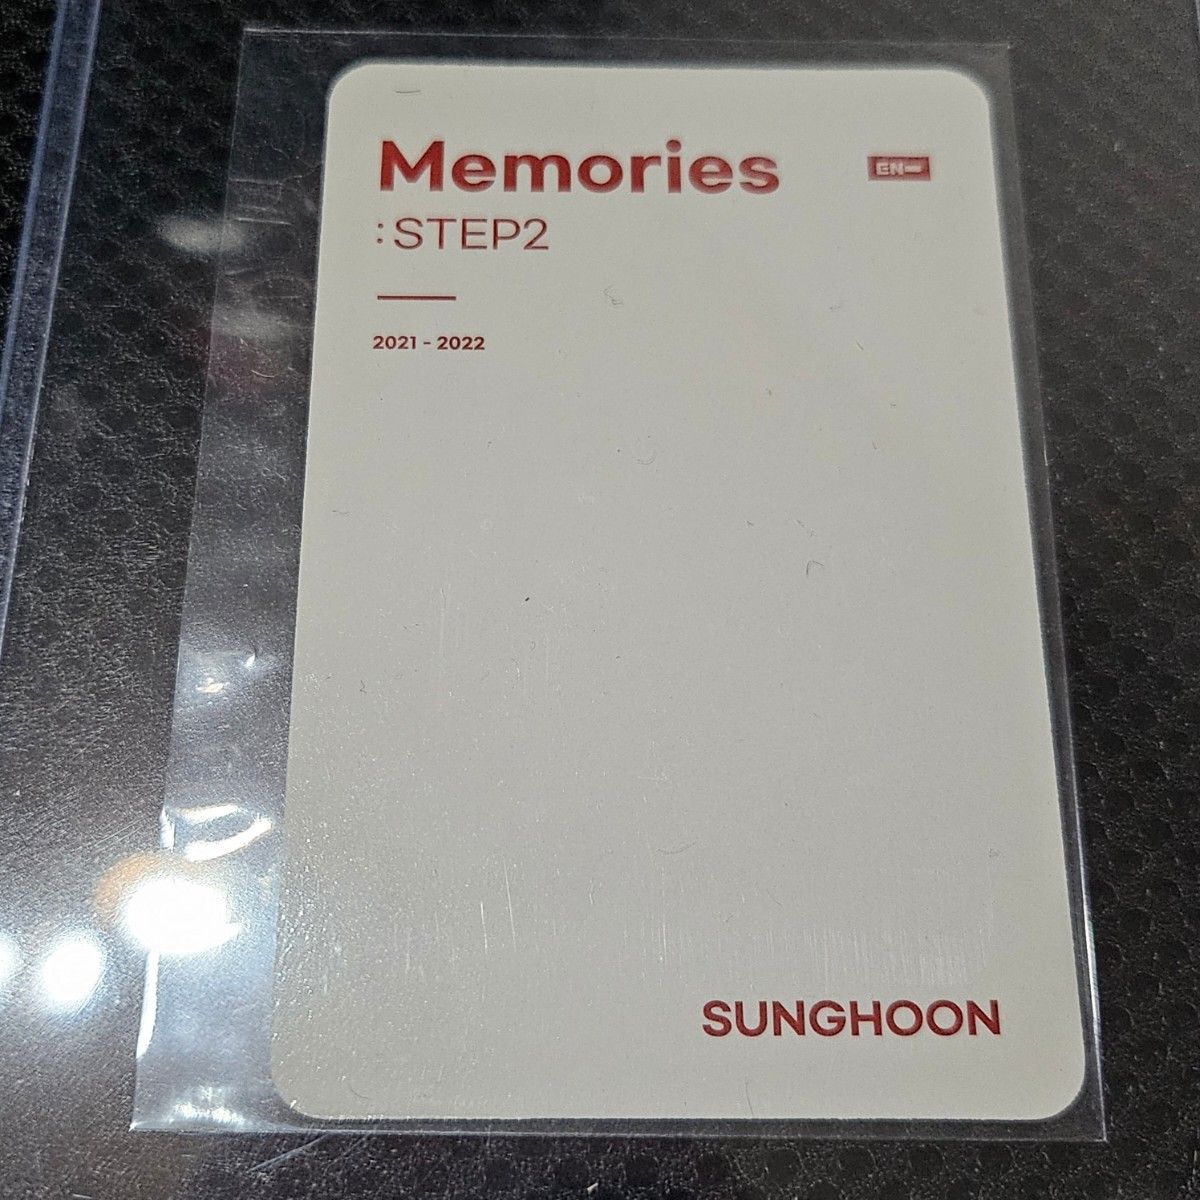 Memories
EN-
:STEP2
2021 - 2022
SUNGHOON